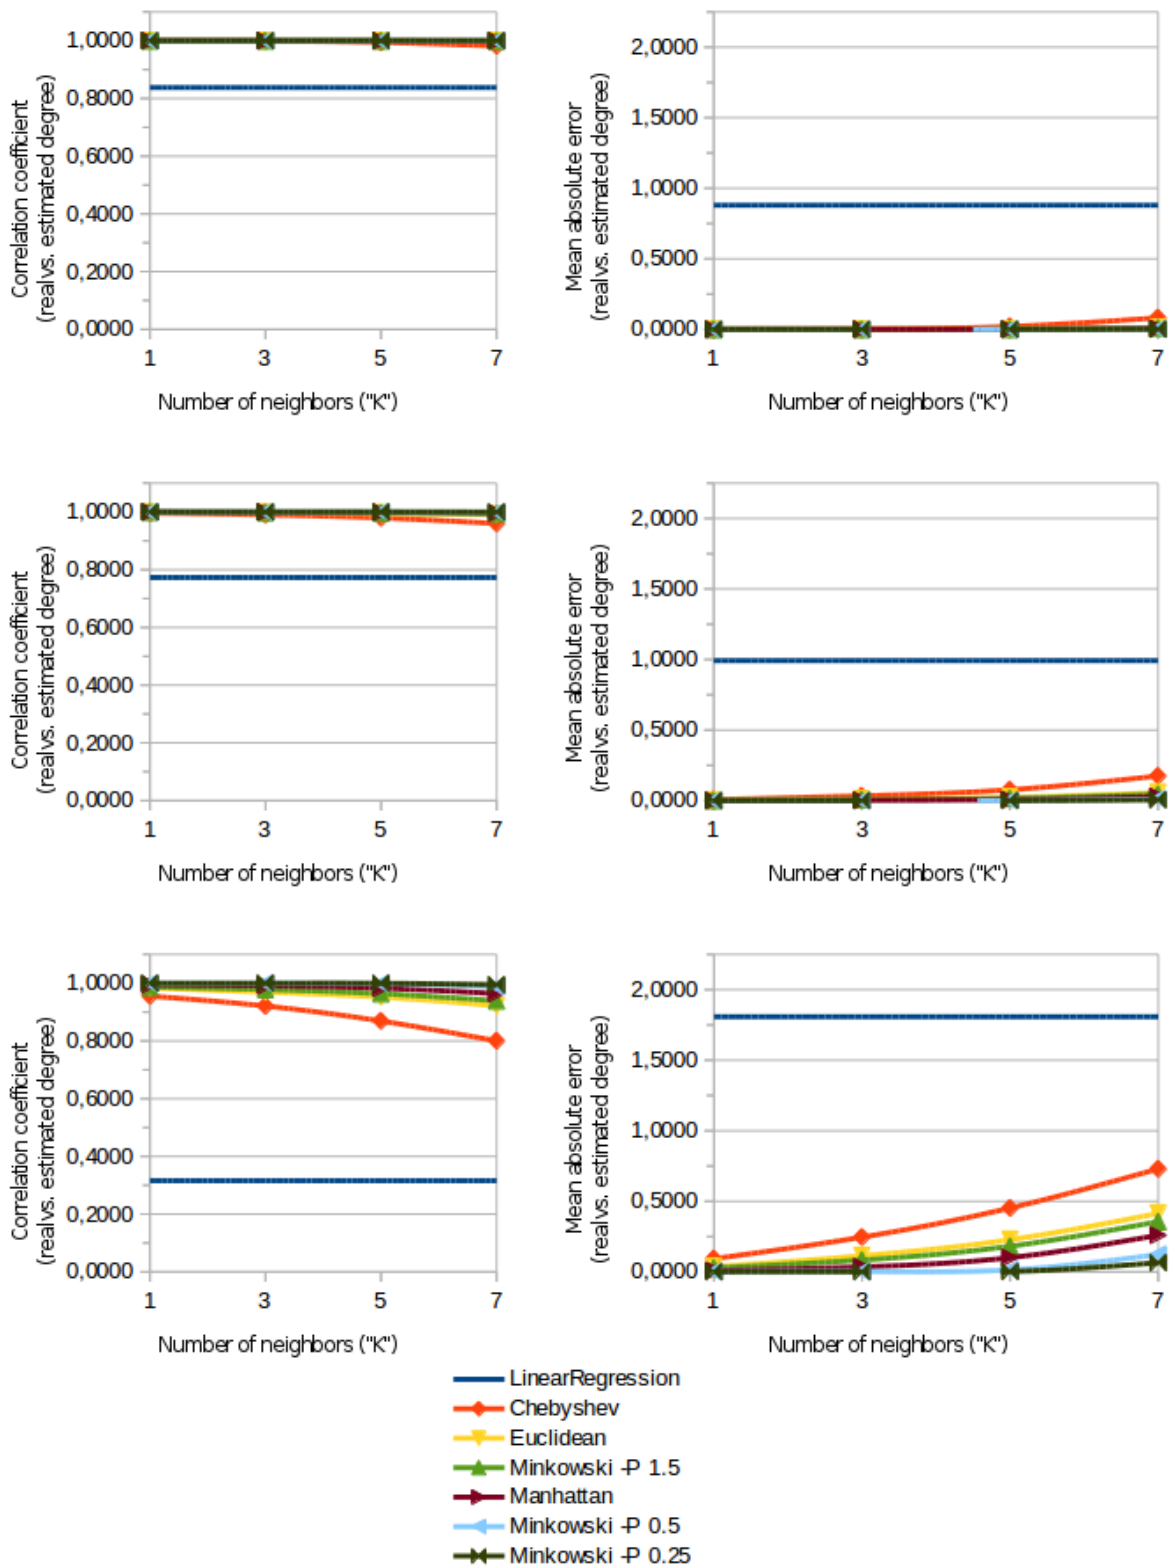 Correlation coefficient
(realvs. estimated degree)
1,0000
0,8000
0,6000
0,4000
0,2000
0,0000
1 3 5 7
Number of neighbors ("K")
Mean absolute error
(realvs. estimated degree)
2,0000
1,5000
1,0000
0,5000
0,0000
1 3 5 7
Number of neighbors ("K")
Correlation coefficient
(realvs. estimated degree)
1,0000
0,8000
0,6000
0,4000
0,2000
0,0000
1 3 5 7
Number of neighbors ("K")
Mean absolute error
(realvs. estimated degree)
2,0000
1,5000
1,0000
0,5000
0,0000
1 3 5 7
Number of neighbors ("K")
Correlation coefficient
(realvs. estimated degree)
1,0000
0,8000
0,6000
0,4000
0,2000
0,0000
1 3 5 7
Number of neighbors ("K")
Mean absolute error
(realvs. estimated degree)
2,0000
1,5000
1,0000
0,5000
0,0000
1 3 5 7
Number of neighbors ("K")
LinearRegression
Chebyshev
Euclidean
Minkowski -P 1.5
Manhattan
Minkowski -P 0.5
Minkowski -P 0.25